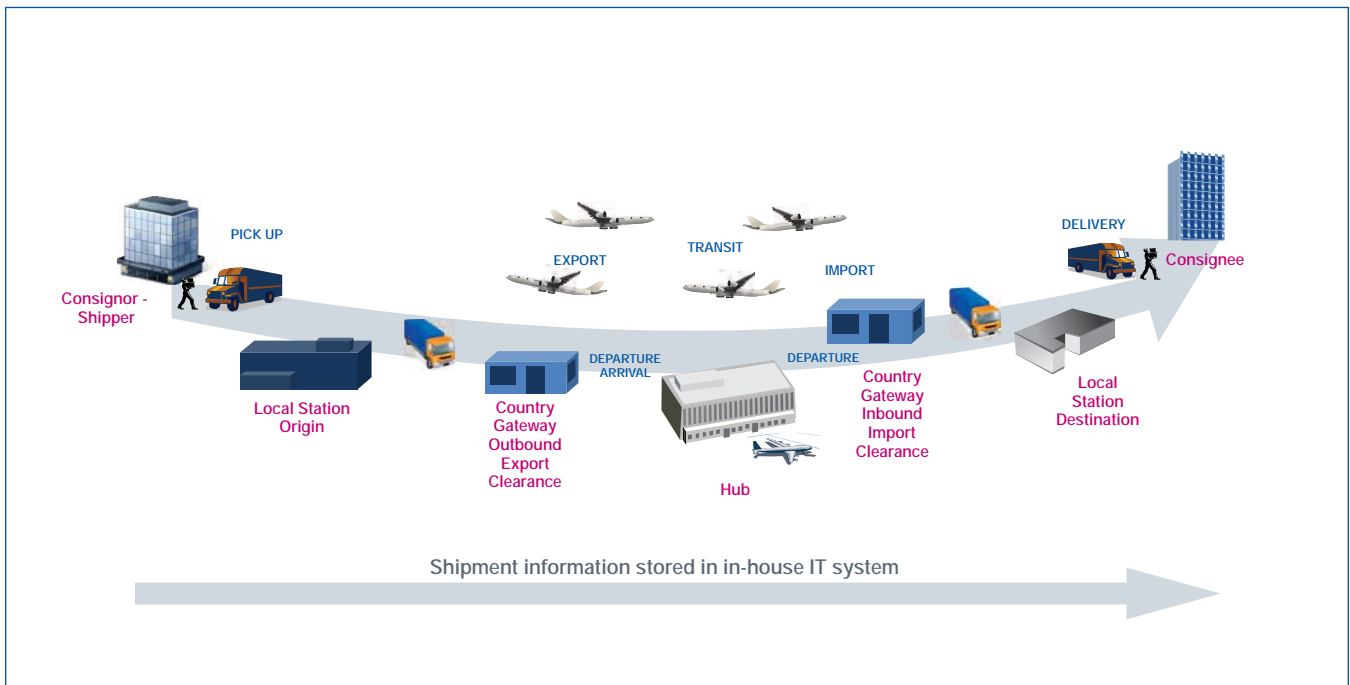 PICK UP
Consignor -
Shipper
Local Station
Origin
EXPORT
Country
Gateway
Outbound
Export
Clearance
DEPARTURE
ARRIVAL
TRANSIT
Hub
DEPARTURE
IMPORT
Country
Gateway
Inbound
Import
Clearance
DELIVERY
Local
Station
Destination
Consignee
Shipment information stored in in-house IT system